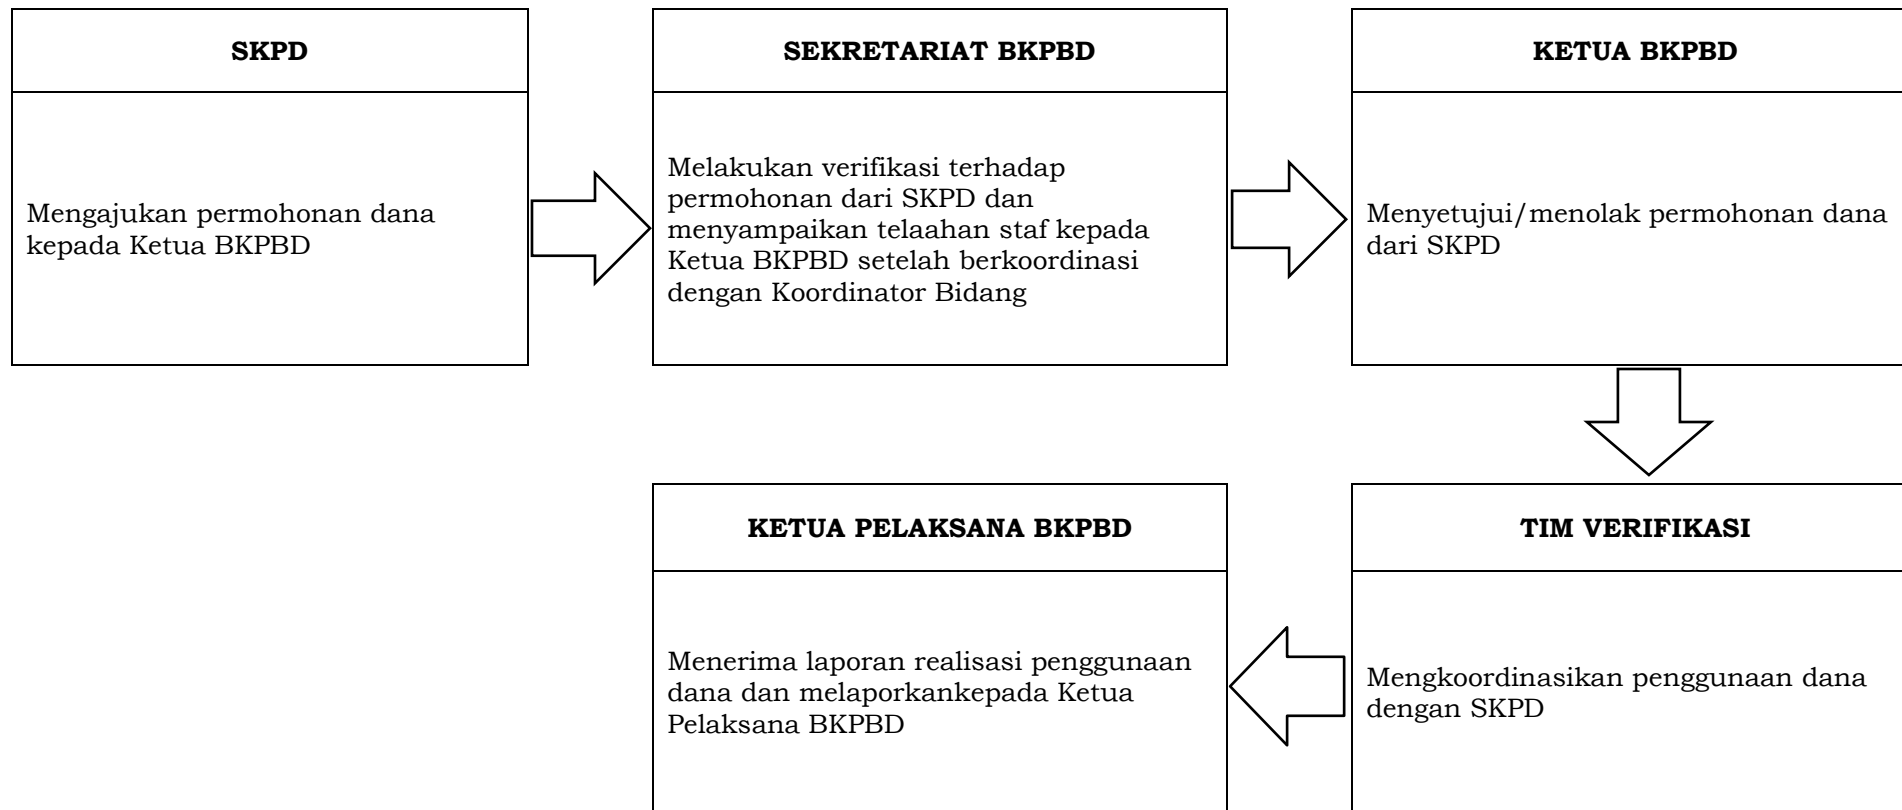 SKPD
Mengajukan permohonan dana
kepada Ketua BKPBD
SEKRETARIAT BKPBD
Melakukan verifikasi terhadap
permohonan dari SKPD dan
menyampaikan telaahan staf kepada
Ketua BKPBD setelah berkoordinasi
dengan Koordinator Bidang
KETUA BKPBD
Menyetujui/menolak permohonan dana
dari SKPD
TIM VERIFIKASI
Mengkoordinasikan penggunaan dana
dengan SKPD
KETUA PELAKSANA BKPBD
Menerima laporan realisasi penggunaan
dana dan melaporkankepada Ketua
Pelaksana BKPBD